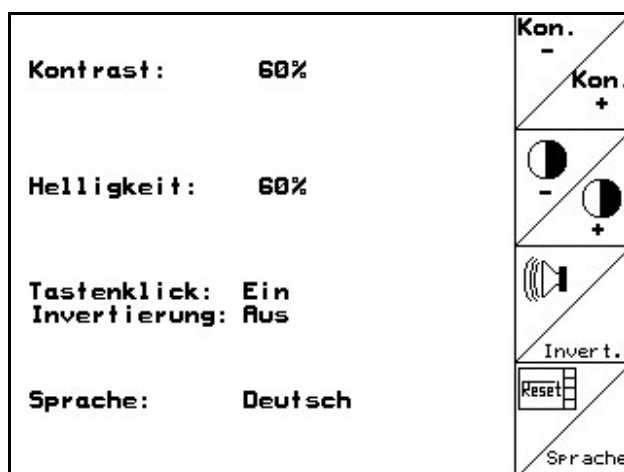 Kontrast: 60%
Helligkeit: 60%
Tastenklick: Ein
Invertierung: Aus
Sprache: Deutsch
Kon.
-
Kon.
+
-
+
Invert.
Reset
Sprache